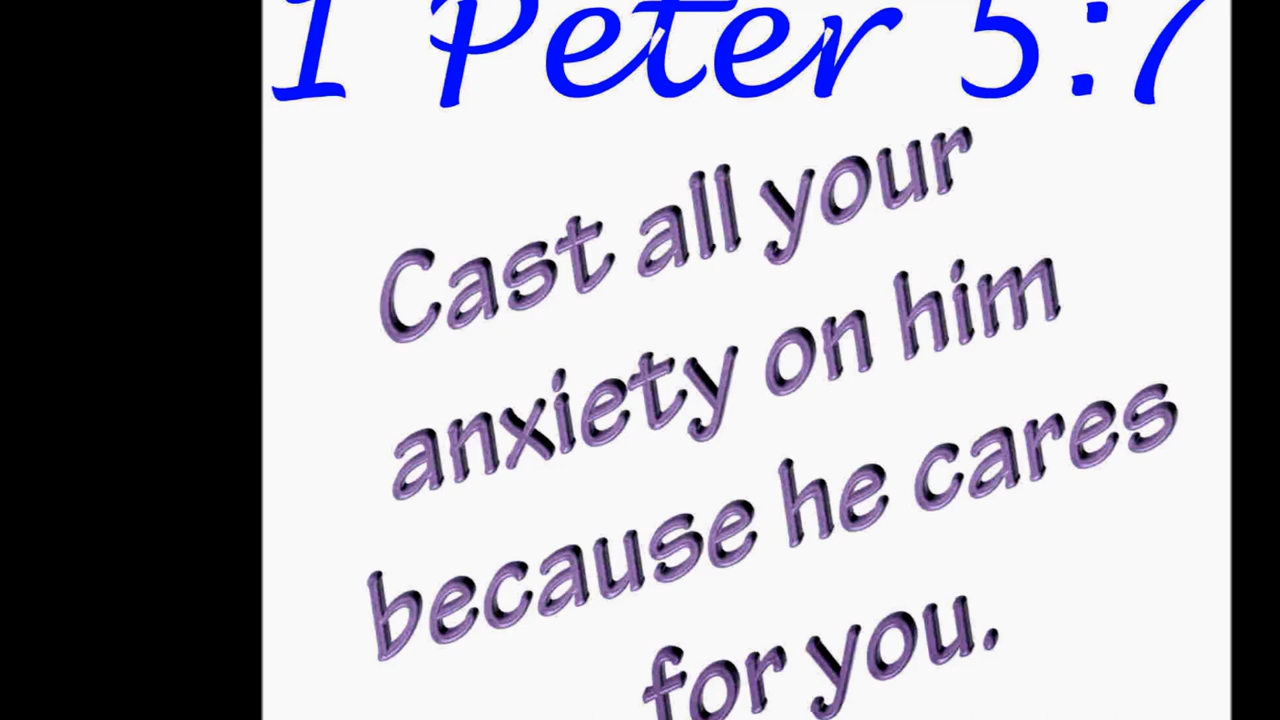 1 Peter 5:7
Cast all your
anxiety on him
because he cares
for you.